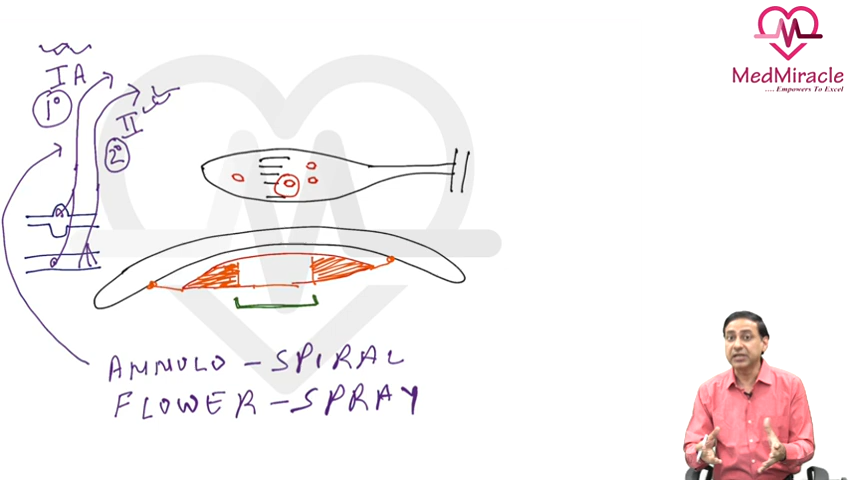 MedMiracle
.... Empowers To Excel
IA
1°
II
2°
ANNULO - SPIRAL
FLOWER - SPRAY